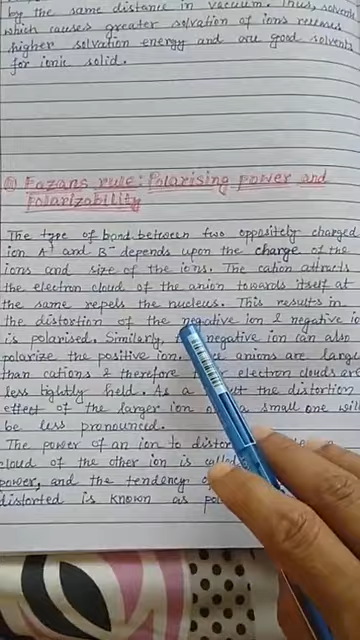 by the same distance in vacuum. Thus, solvent
which causes greater solvation of ions releases
higher solvation energy and are good solvents
for ionic solid.
Fazans rule: Polarising power and
Polarizability
The type of bond between two oppositely charged
ion A+ and B- depends upon the charge of the
ions and size of the ions. The cation attracts
the electron cloud of the anion towards itself at
the same repels the nucleus. This results in
the distortion of the negative ion & negative io
is polarised. Similarly, negative ion can also
polarize the positive ion. anions are large
than cations & therefore electron clouds are
less tightly held. As a the distortion
effect of the larger ion a small one will
be less pronounced.
The power of an ion to distor
cloud of the other ion is called
power, and the tendency
distorted is known as po